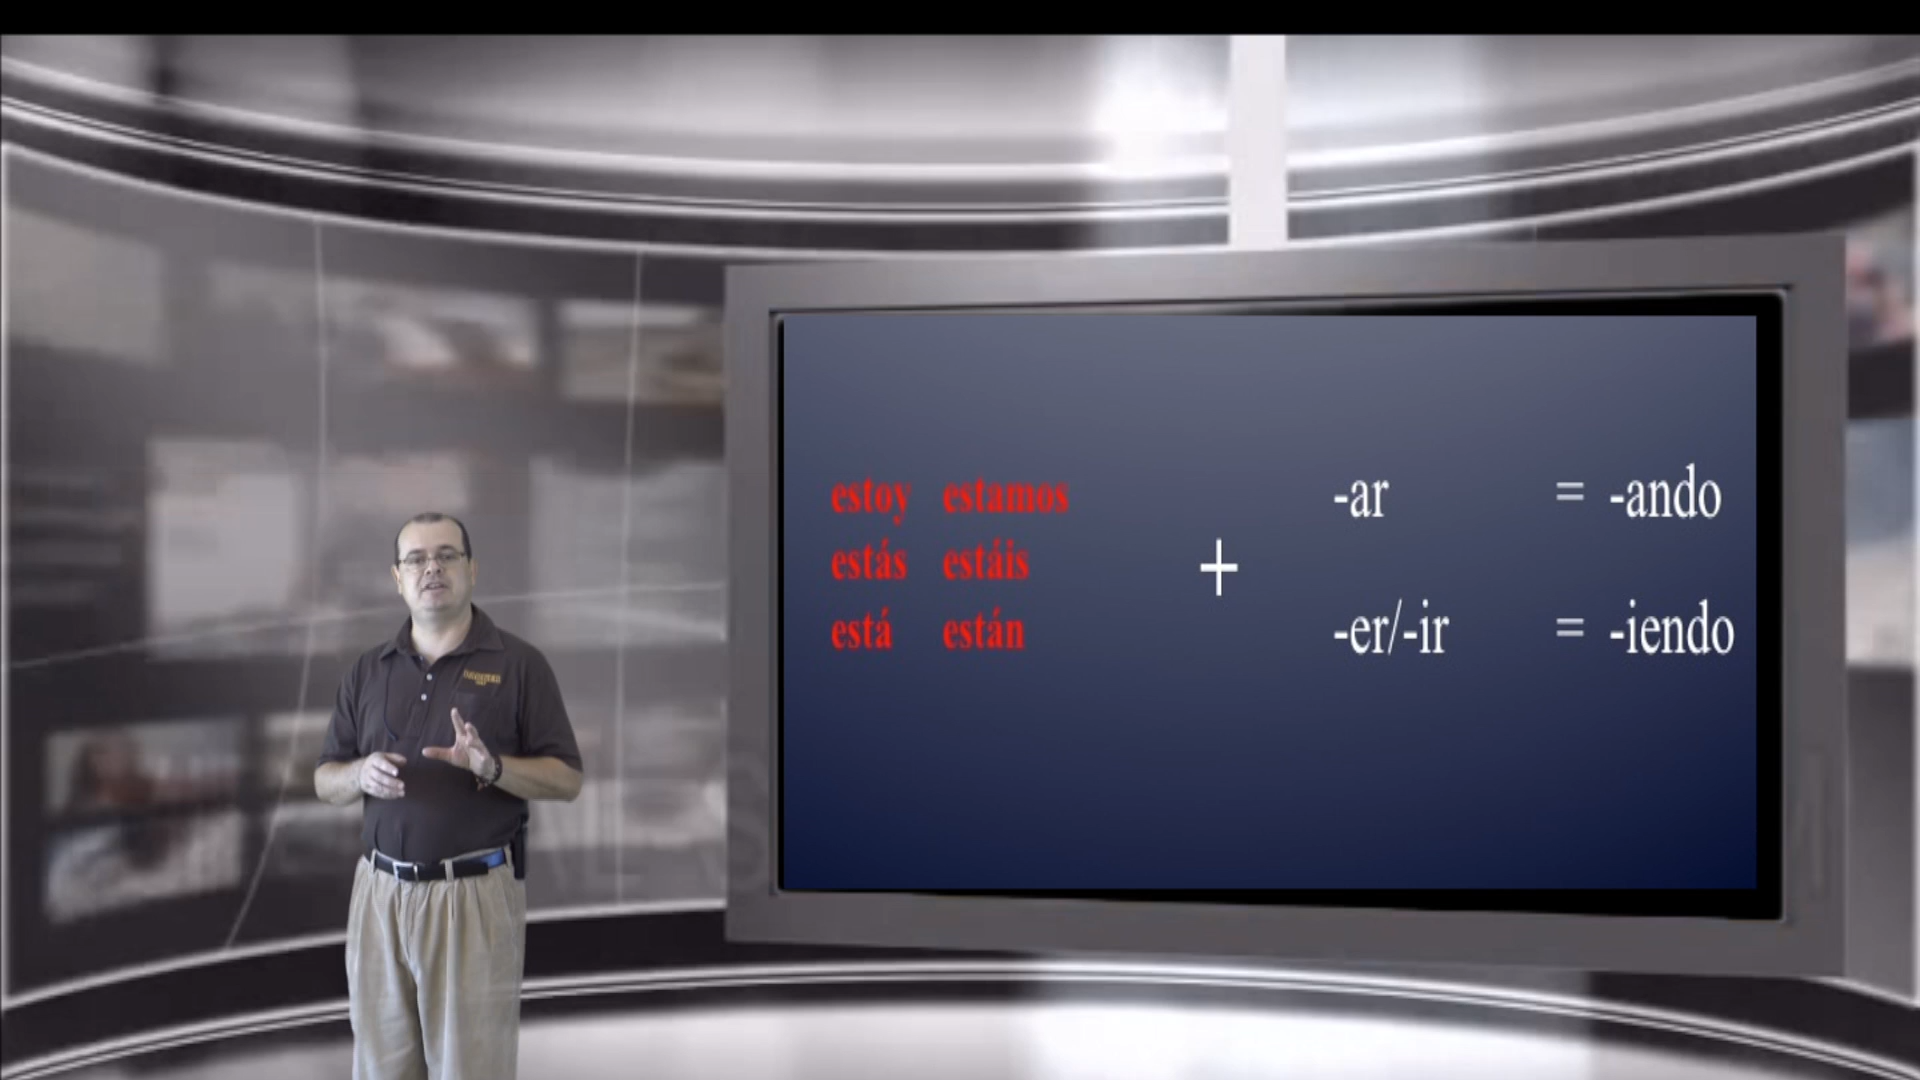 estoy estamos
estás estáis
está están
+
-ar = -ando
-er/-ir = -iendo